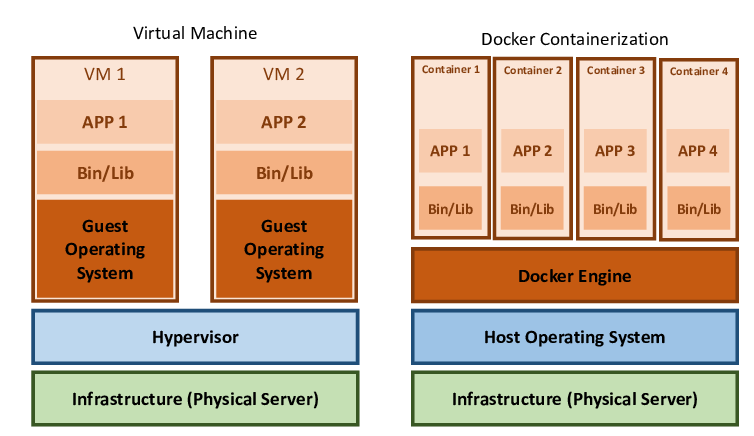 Virtual Machine
VM 1
APP 1
Bin/Lib
Guest
Operating
System
VM 2
APP 2
Bin/Lib
Guest
Operating
System
Hypervisor
Infrastructure (Physical Server)
Docker Containerization
Container 1
APP 1
Bin/Lib
Container 2
APP 2
Bin/Lib
Container 3
APP 3
Bin/Lib
Container 4
APP 4
Bin/Lib
Docker Engine
Host Operating System
Infrastructure (Physical Server)